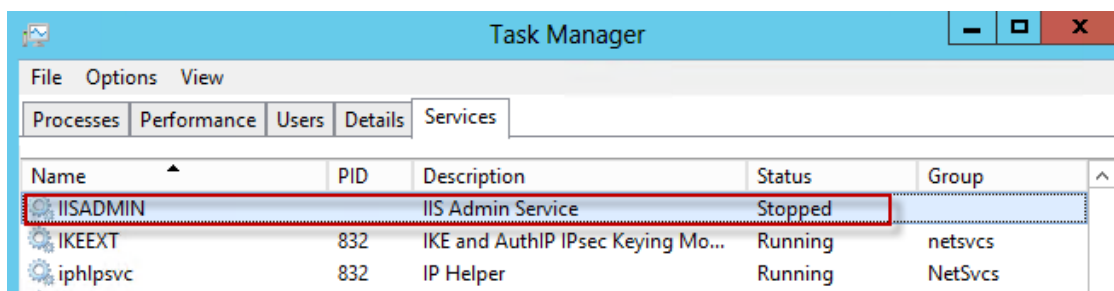 Task Manager
File Options View
Processes Performance Users Details Services
Name PID Description Status Group
IISADMIN IIS Admin Service Stopped
IKEEXT 832 IKE and AuthIP IPsec Keying Mo... Running netsvcs
iphlpsvc 832 IP Helper Running NetSvcs